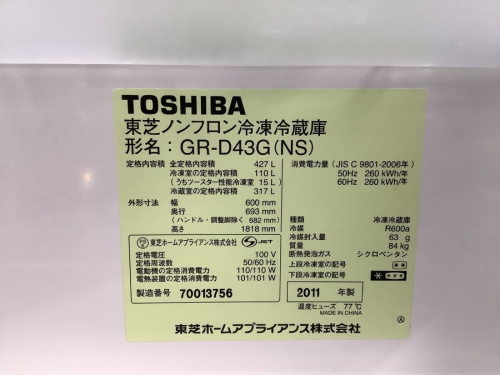 TOSHIBA
東芝ノンフロン冷凍冷蔵庫
形名：GR-D43G(NS)
定格内容積 全定格内容積 427 L
冷凍室の定格内容積 110 L
(うちツースター性能冷凍室 15 L)
冷蔵室の定格内容積 317 L
外形寸法 幅 600 mm
奥行 693 mm
(ハンドル・調整脚除く 682 mm)
高さ 1818 mm
東芝ホームアプライアンス株式会社 S JET
定格電圧 100 V
定格周波数 50/60 Hz
電動機の定格消費電力 110/110 W
電熱装置の定格消費電力 101/101 W
製造番号 70013756
消費電力量 (JIS C 9801-2006年)
50Hz 260 kWh/年
60Hz 260 kWh/年
種類 冷凍冷蔵庫
冷媒 R600a
冷媒封入量 63 g
質量 84 kg
断熱発泡ガス シクロペンタン
上段冷凍室の記号 **
下段冷凍室の記号 ****
2011 年製
温度ヒューズ 77℃
MADE IN CHINA
東芝ホームアプライアンス株式会社
Ⓐ